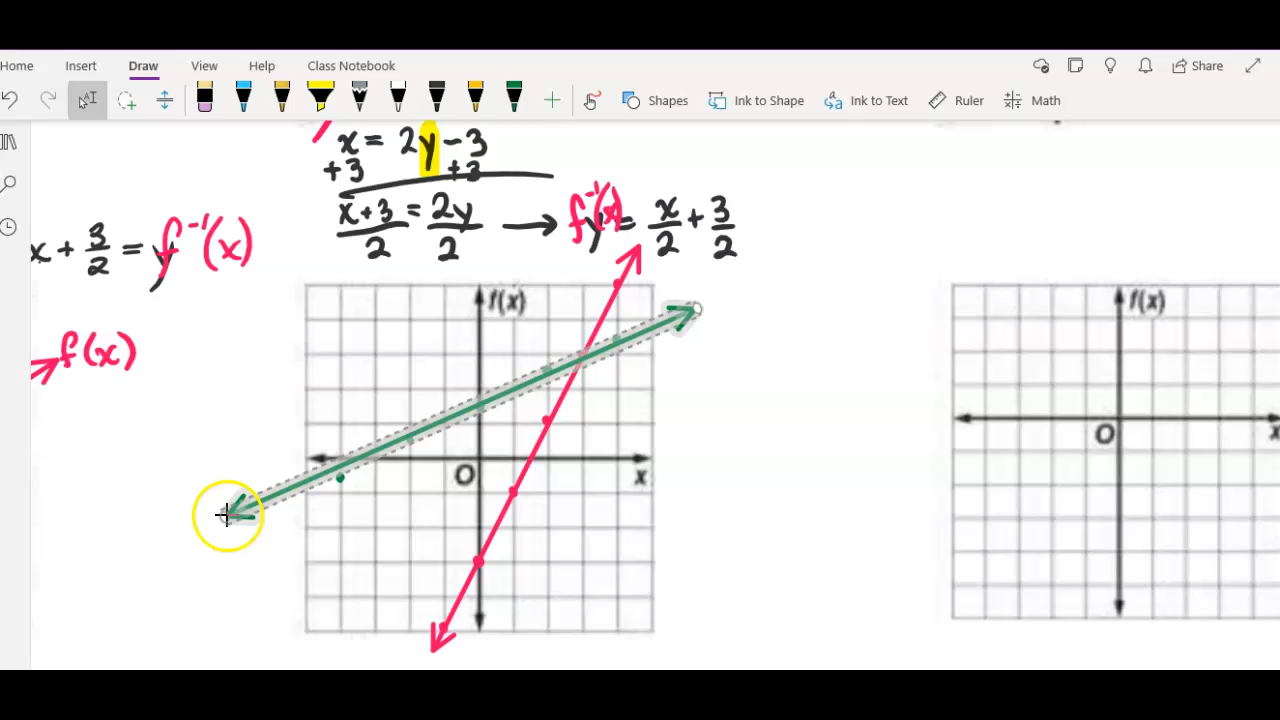 Home Insert Draw View Help Class Notebook Share
Shapes Ink to Shape Ink to Text Ruler Math
x = 2y - 3
+3 +3
x+3 = 2y → f⁻¹(x) y = x/2 + 3/2
2 2
x + 3/2 = y f⁻¹(x)
f(x)
f(x)
O
x
f(x)
O
x